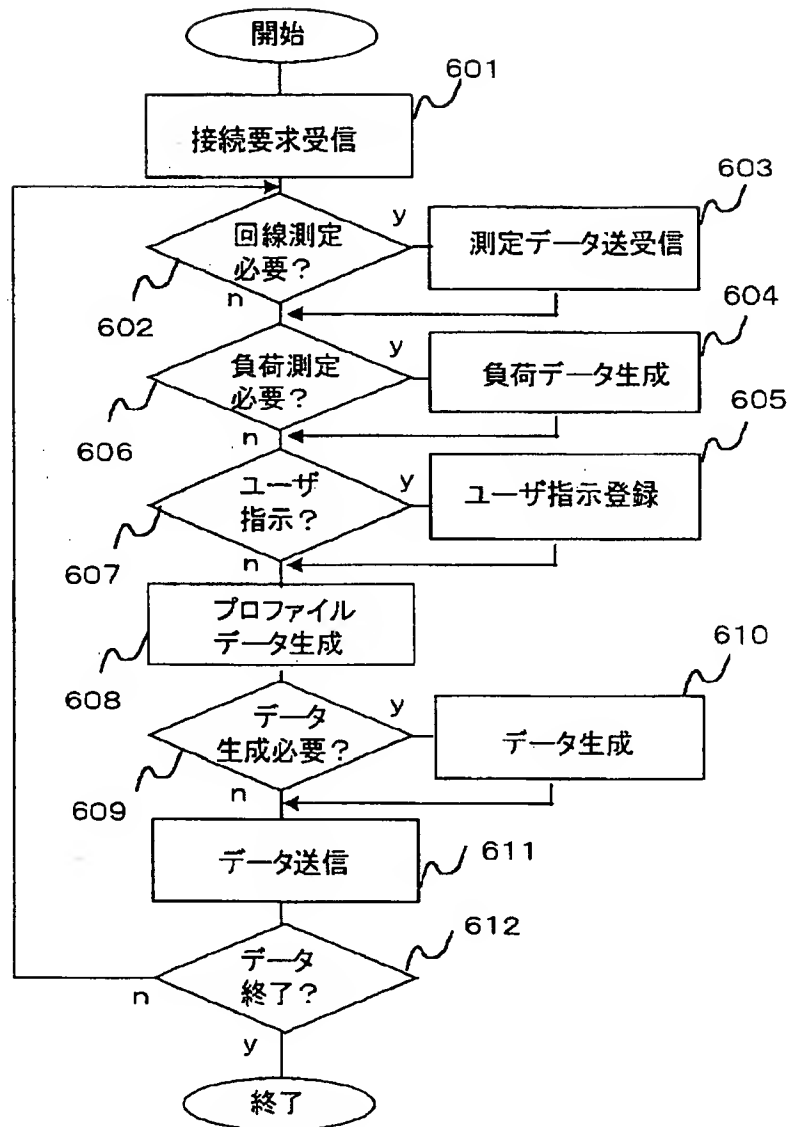 開始
601
接続要求受信
603
回線測定
必要？
y
測定データ送受信
n
602
604
負荷測定
必要？
y
負荷データ生成
n
606
605
ユーザ
指示？
y
ユーザ指示登録
n
607
プロファイル
データ生成
608
610
データ
生成必要？
y
データ生成
n
609
データ送信
611
612
データ
終了？
n
y
終了